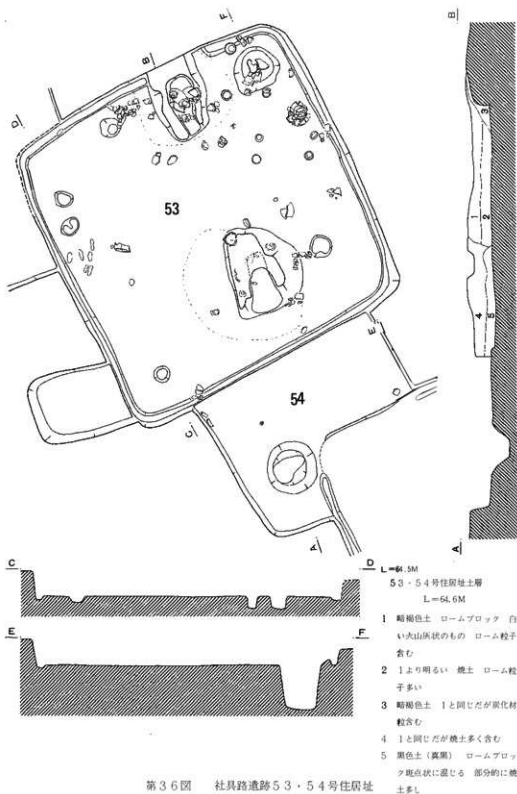 F
B
D
53
E
54
C
A
B
3
1
2
4
5
A
C
D
L=64.5M
E
F
53・54号住居址土層
L=64.6M
1 暗褐色土 ロームブロック 白
い火山灰状のもの ローム粒子
含む
2 1より明るい 焼土 ローム粒
子多い
3 暗褐色土 1と同じだが炭化材
粒含む
4 1と同じだが焼土多く含む
5 黒色土（真黒） ロームブロッ
ク斑点状に混じる 部分的に焼
土多し
第36図 社具路遺跡53・54号住居址